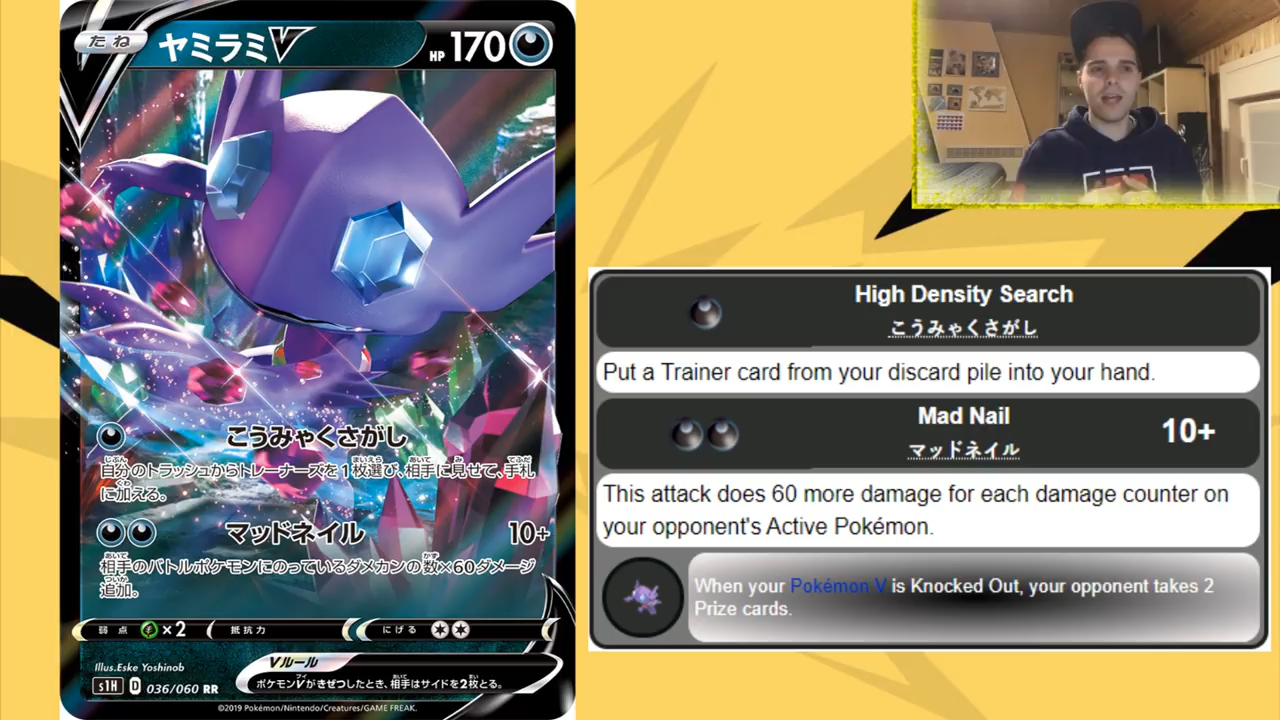 たね
ヤミラミV
HP 170
こうみゃくさがし
自分のトラッシュからトレーナーズを1枚選び、相手に見せて、手札
に加える。
マッドネイル 10+
相手のバトルポケモンにのっているダメカンの数×60ダメージ
追加。
弱点 ×2 抵抗力 にげる
Illus.Eske Yoshinob
Vルール
ポケモンVがきぜつしたとき、相手はサイドを2枚とる。
s1H D 036/060 RR
©2019 Pokémon/Nintendo/Creatures/GAME FREAK.
High Density Search
こうみゃくさがし
Put a Trainer card from your discard pile into your hand.
Mad Nail 10+
マッドネイル
This attack does 60 more damage for each damage counter on
your opponent's Active Pokémon.
When your Pokémon V is Knocked Out, your opponent takes 2
Prize cards.